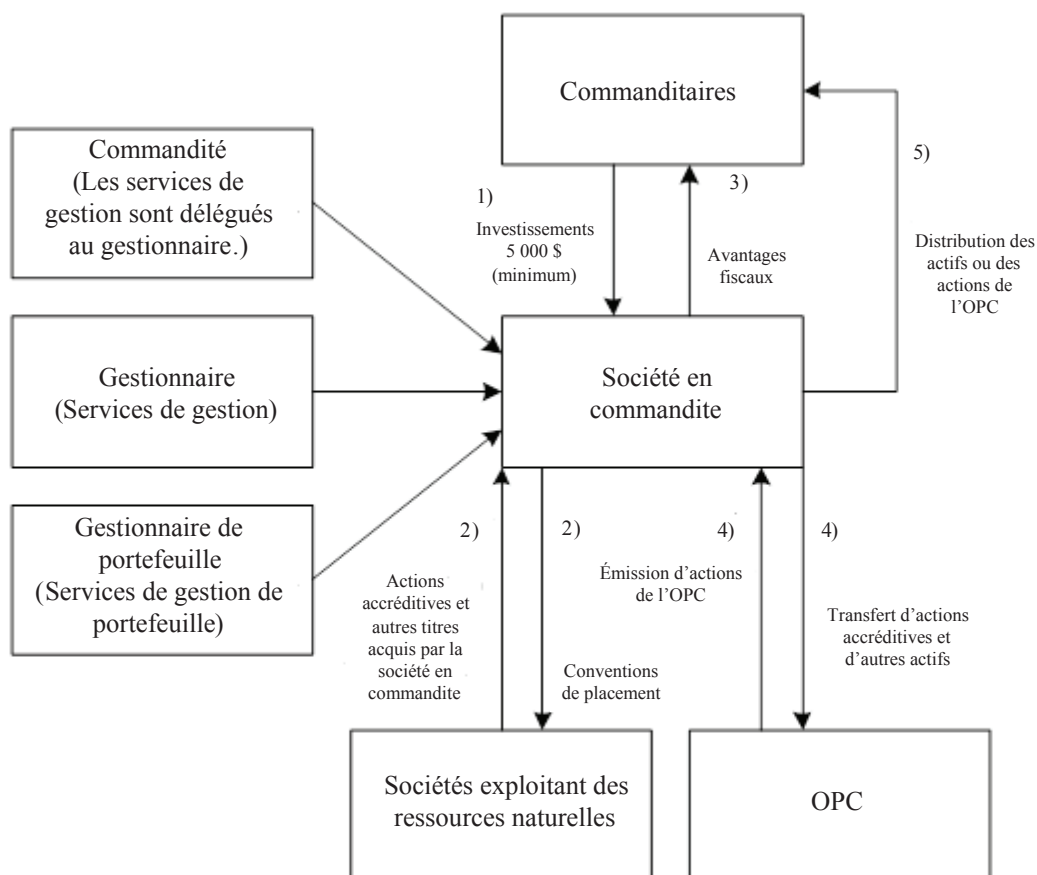 Commanditaires
Commandité
(Les services de
gestion sont délégués
au gestionnaire.)
1)
Investissements
5 000 $
(minimum)
3)
Avantages
fiscaux
5)
Distribution des
actifs ou des
actions de
l’OPC
Gestionnaire
(Services de gestion)
Société en
commandite
Gestionnaire de
portefeuille
(Services de gestion de
portefeuille)
2)
Actions
accréditives et
autres titres
acquis par la
société en
commandite
2)
Conventions
de placement
4)
Émission d’actions
de l’OPC
4)
Transfert d’actions
accréditives et
d’autres actifs
Sociétés exploitant des
ressources naturelles
OPC